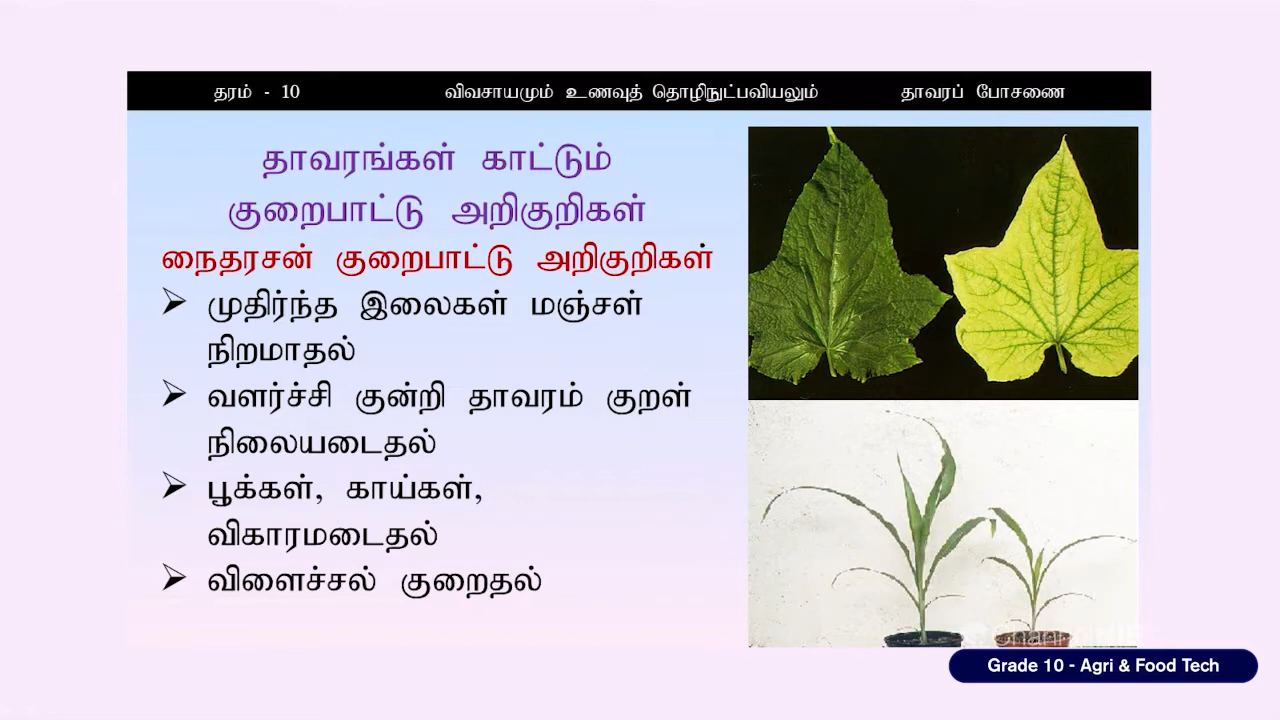 தரம் - 10 விவசாயமும் உணவுத் தொழிநுட்பவியலும் தாவரப் போசணை
தாவரங்கள் காட்டும்
குறைபாட்டு அறிகுறிகள்
நைதரசன் குறைபாட்டு அறிகுறிகள்
➢ முதிர்ந்த இலைகள் மஞ்சள்
நிறமாதல்
➢ வளர்ச்சி குன்றி தாவரம் குறள்
நிலையடைதல்
➢ பூக்கள், காய்கள்,
விகாரமடைதல்
➢ விளைச்சல் குறைதல்
Grade 10 - Agri & Food Tech